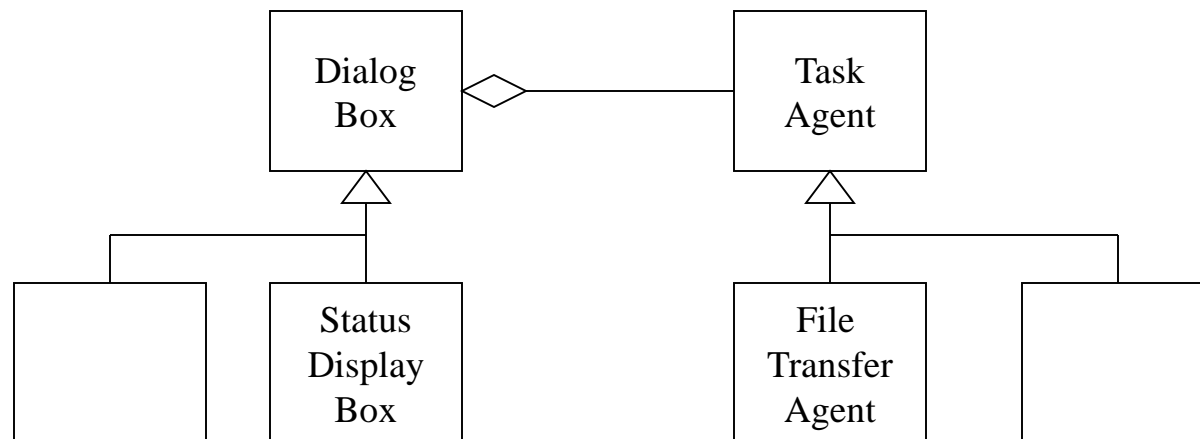 Dialog
Box
Task
Agent
Status
Display
Box
File
Transfer
Agent